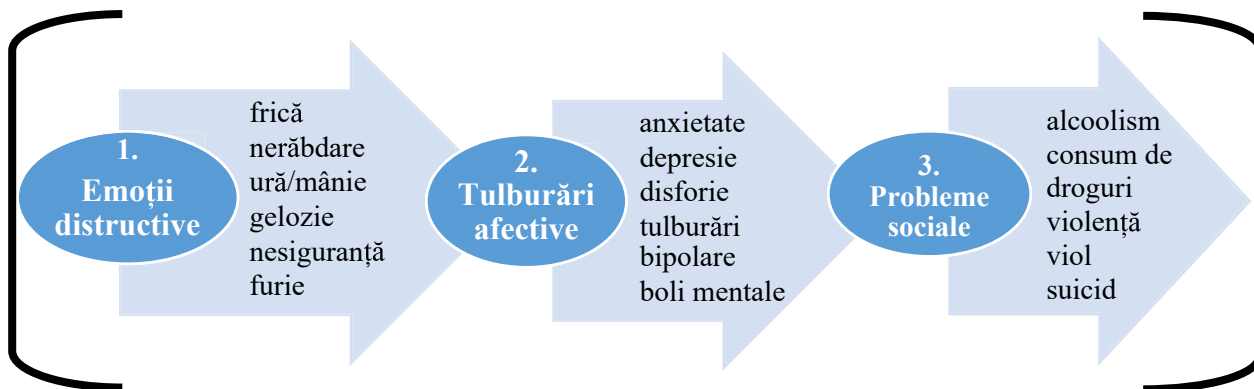 1.
Emoții
distructive
frică
nerăbdare
ură/mânie
gelozie
nesiguranță
furie
2.
Tulburări
afective
anxietate
depresie
disforie
tulburări
bipolare
boli mentale
3.
Probleme
sociale
alcoolism
consum de
droguri
violență
viol
suicid